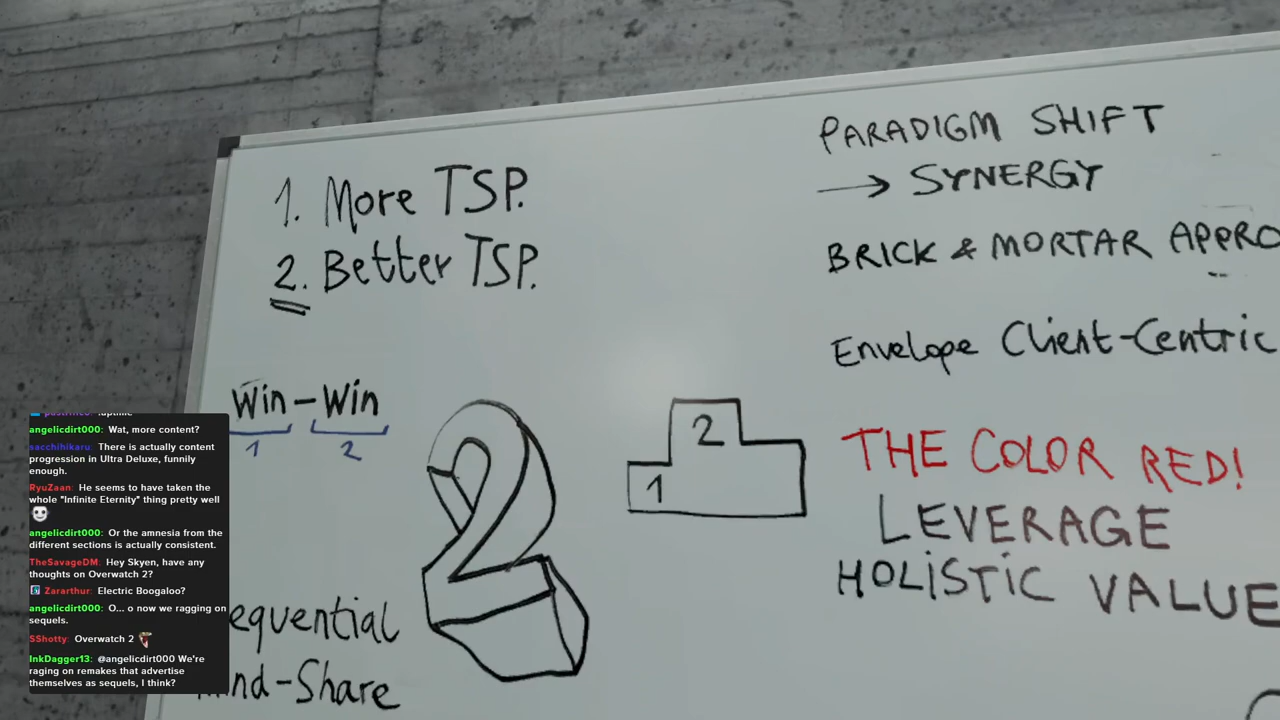 1. More TSP.
2. Better TSP.
Win-Win
1 2
2
2
1
equential
nd-Share
PARADIGM SHIFT
→ SYNERGY
BRICK & MORTAR APPRO
Envelope Client-Centric
THE COLOR RED!
LEVERAGE
HOLiSTiC VALUE
angelicdirt000: Wat, more content?
sacchihikaru: There is actually content
progression in Ultra Deluxe, funnily
enough.
RyuZaan: He seems to have taken the
whole "Infinite Eternity" thing pretty well
angelicdirt000: Or the amnesia from the
different sections is actually consistent.
TheSavageDM: Hey Skyen, have any
thoughts on Overwatch 2?
Zararthur: Electric Boogaloo?
angelicdirt000: O... o now we ragging on
sequels.
SShotty: Overwatch 2
InkDagger13: @angelicdirt000 We're
raging on remakes that advertise
themselves as sequels, I think?